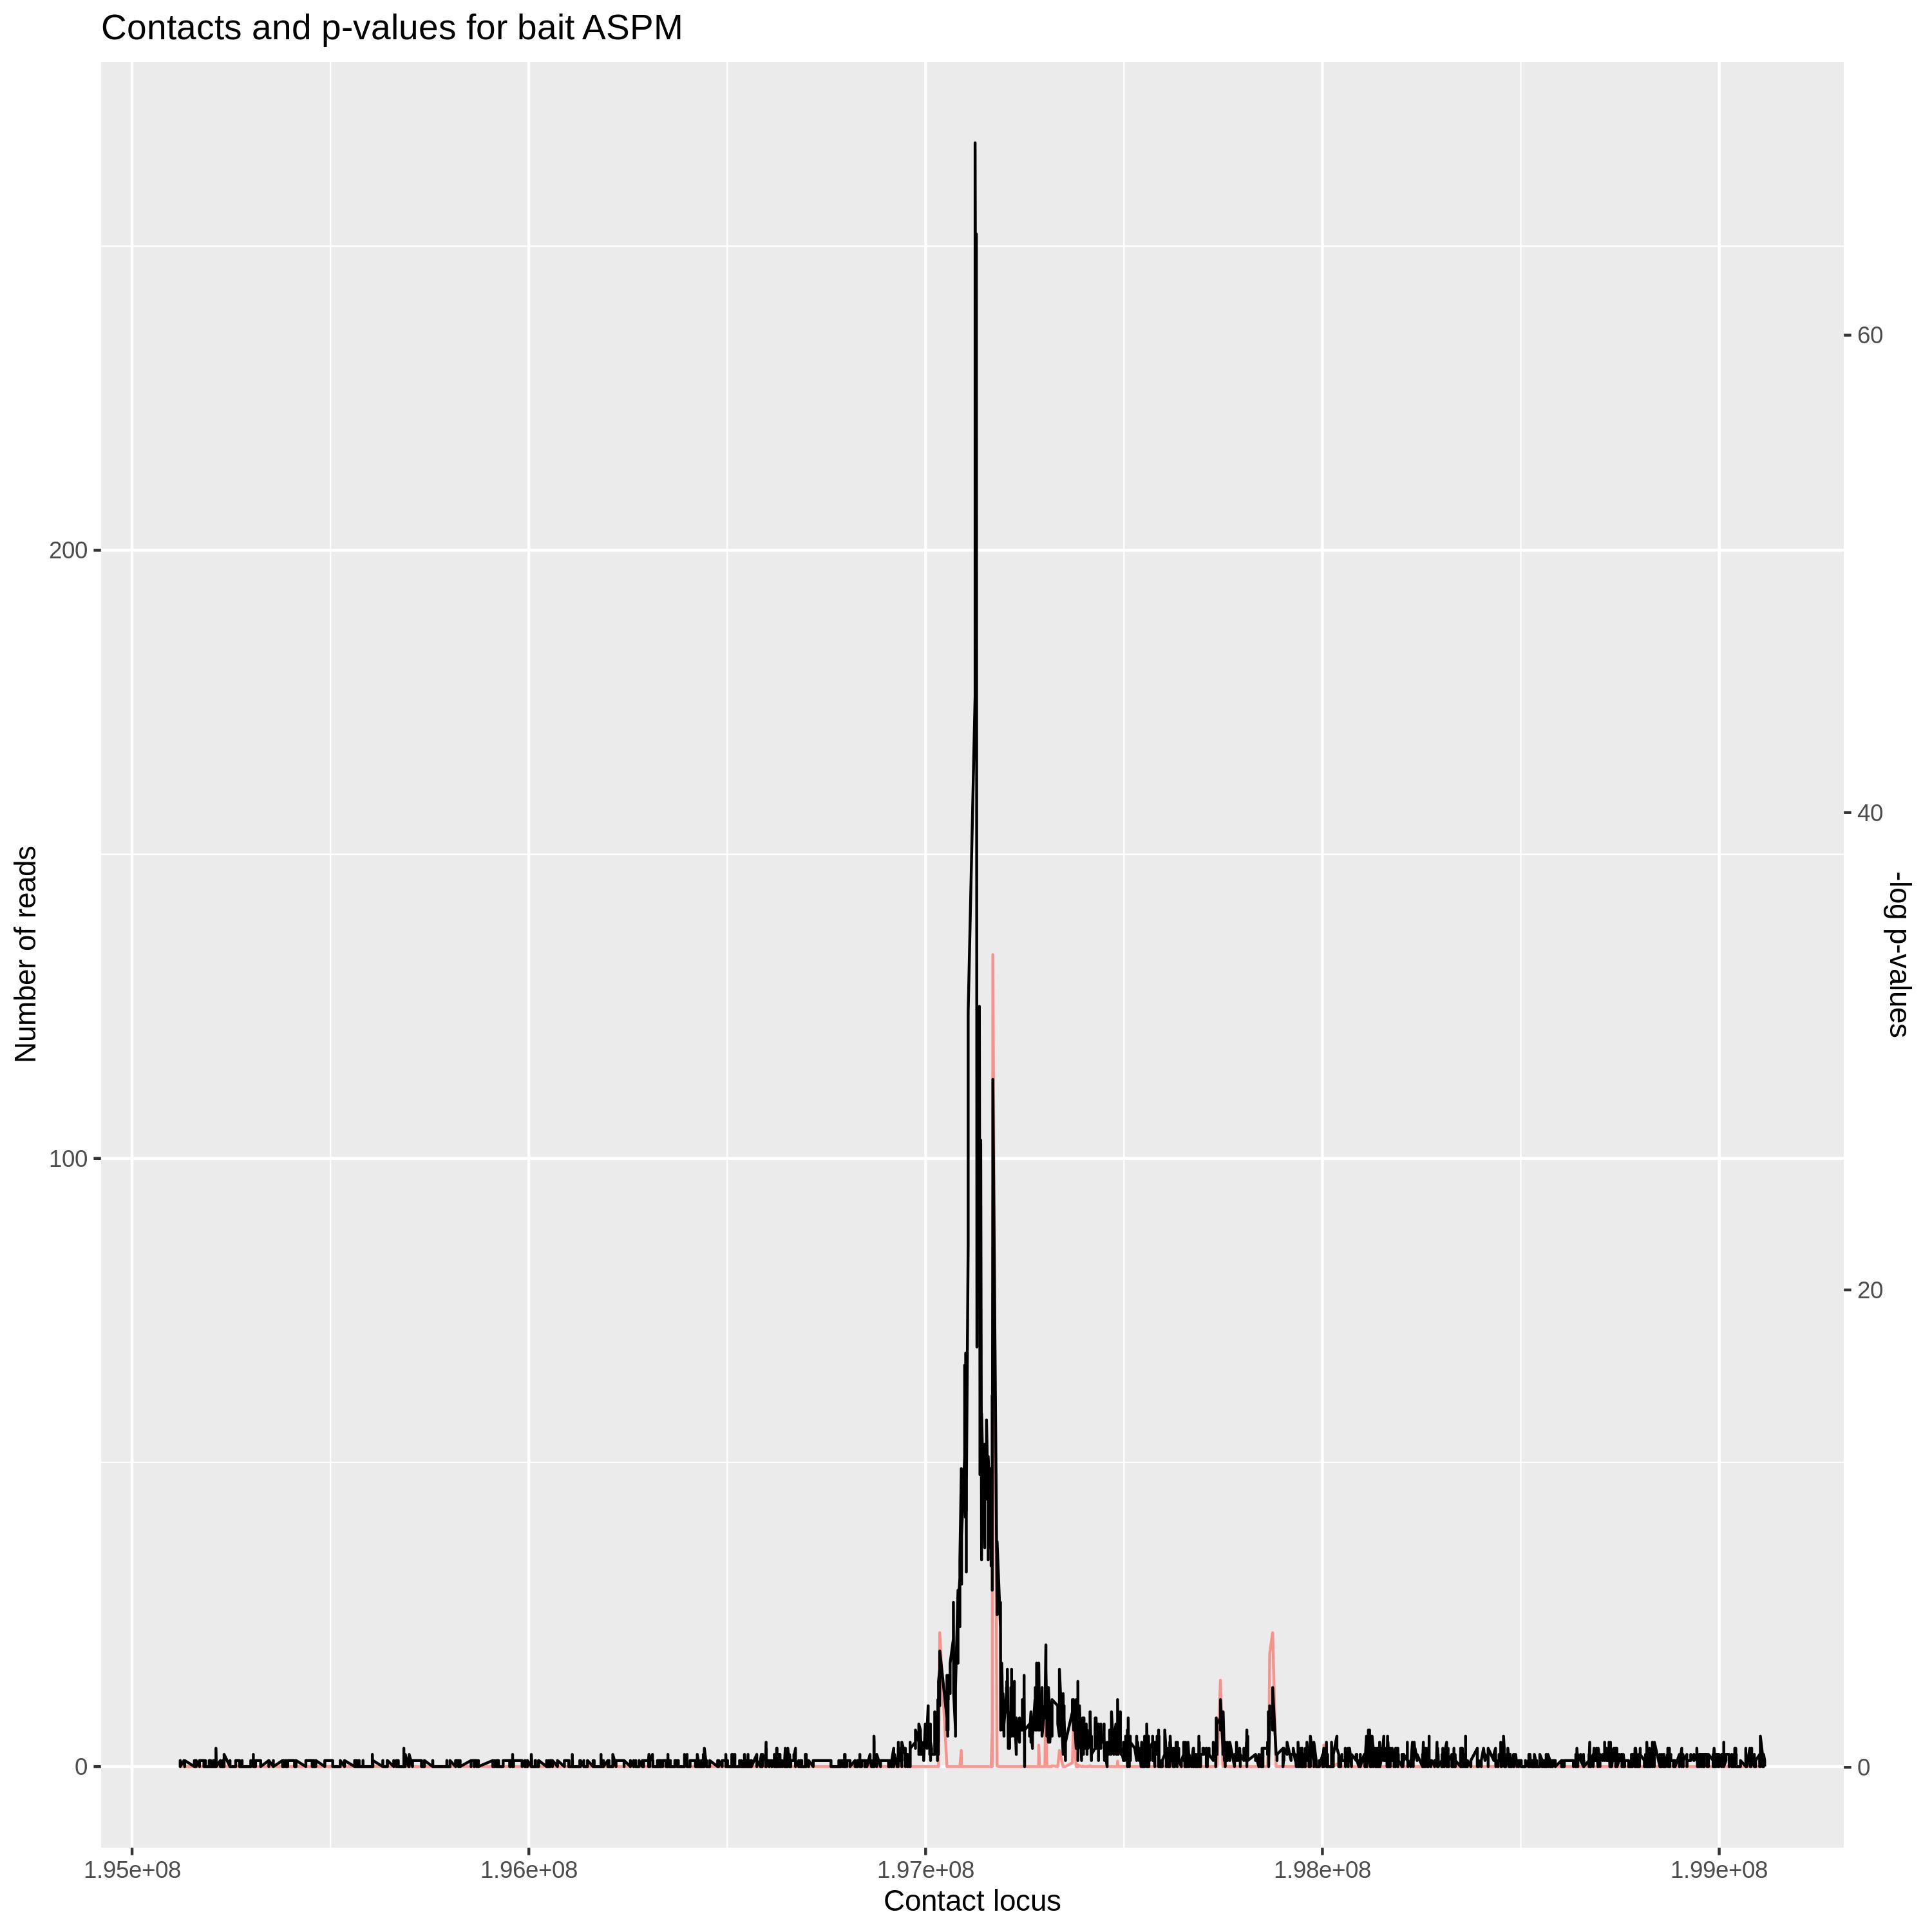 Contacts and p-values for bait ASPM
Number of reads
200
100
0
60
40
20
0
-log p-values
1.95e+08 1.96e+08 1.97e+08 1.98e+08 1.99e+08
Contact locus